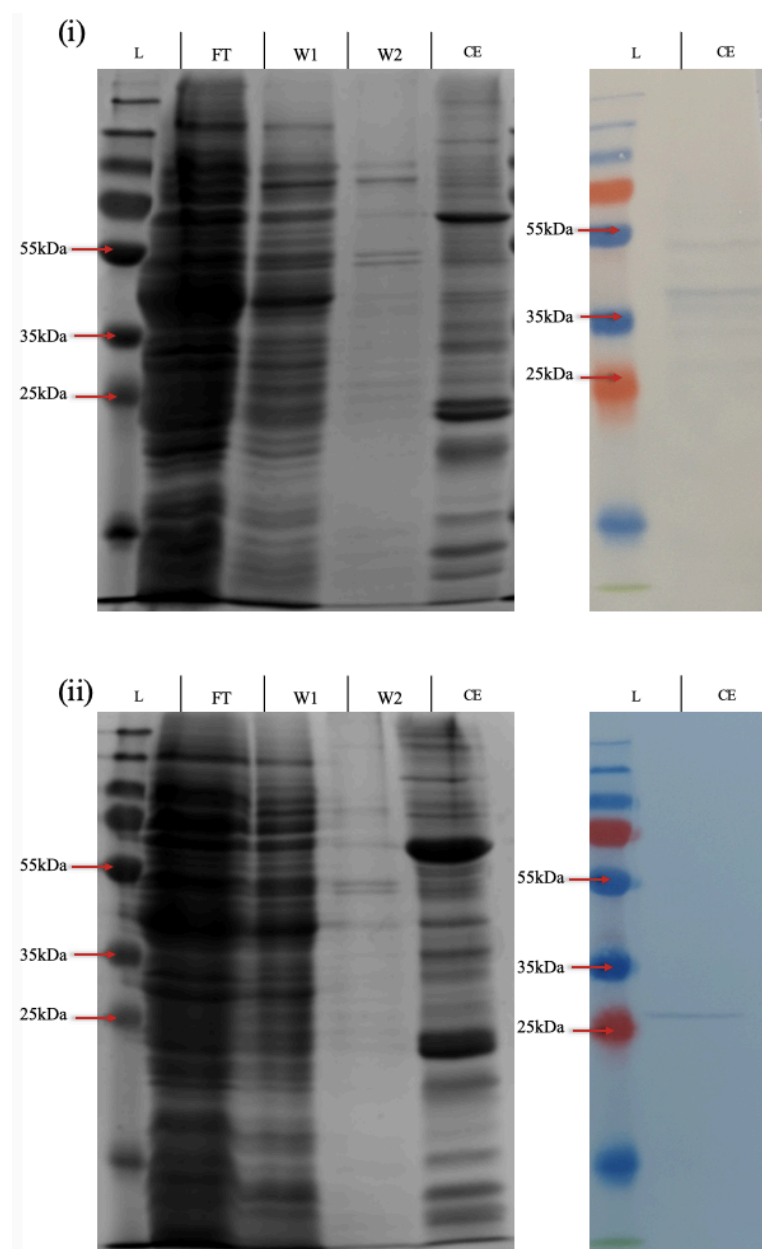 (i)
L FT W1 W2 CE L CE
55kDa 55kDa
35kDa 35kDa
25kDa 25kDa
(ii)
L FT W1 W2 CE L CE
55kDa 55kDa
35kDa 35kDa
25kDa 25kDa